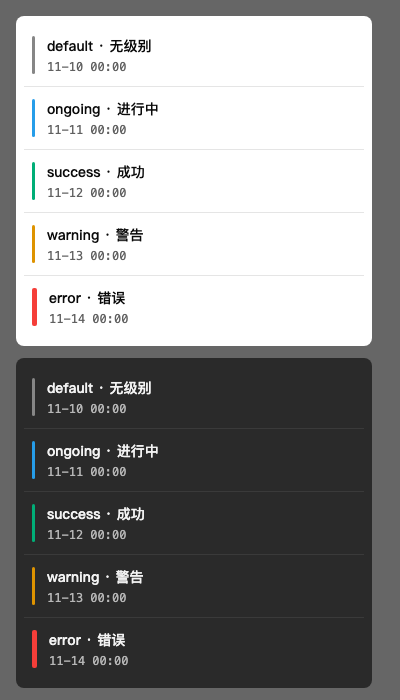 default · 无级别
11-10 00:00
ongoing · 进行中
11-11 00:00
success · 成功
11-12 00:00
warning · 警告
11-13 00:00
error · 错误
11-14 00:00
default · 无级别
11-10 00:00
ongoing · 进行中
11-11 00:00
success · 成功
11-12 00:00
warning · 警告
11-13 00:00
error · 错误
11-14 00:00